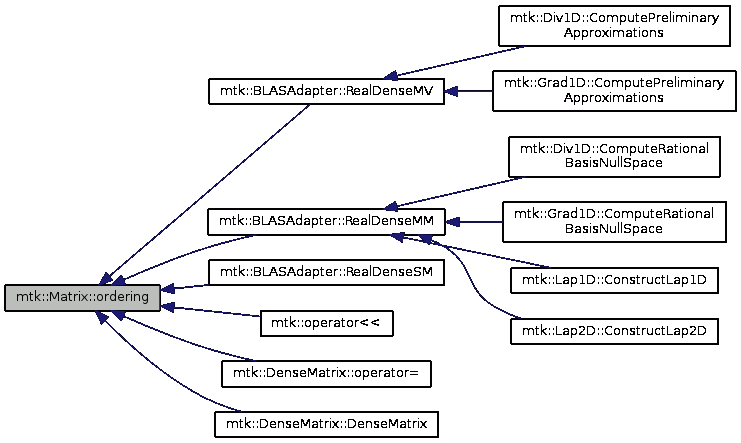 mtk::Div1D::ComputePreliminary
Approximations
mtk::BLASAdapter::RealDenseMV
mtk::Grad1D::ComputePreliminary
Approximations
mtk::Div1D::ComputeRational
BasisNullSpace
mtk::BLASAdapter::RealDenseMM
mtk::Grad1D::ComputeRational
BasisNullSpace
mtk::BLASAdapter::RealDenseSM
mtk::Lap1D::ConstructLap1D
mtk::Matrix::ordering
mtk::operator<<
mtk::Lap2D::ConstructLap2D
mtk::DenseMatrix::operator=
mtk::DenseMatrix::DenseMatrix